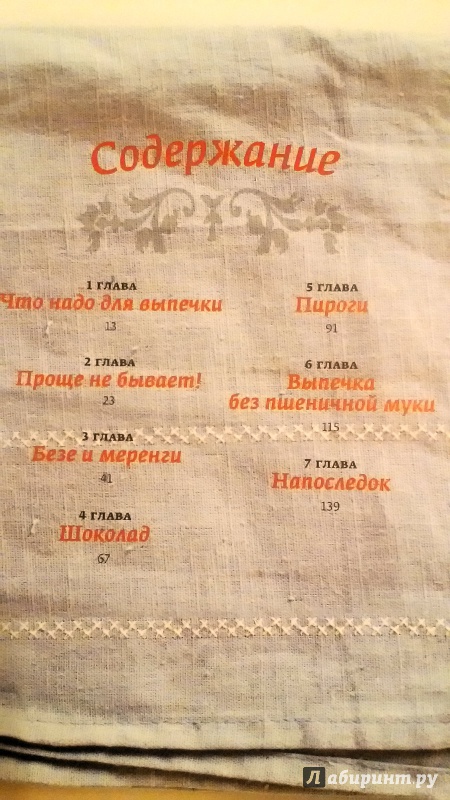 Содержание
1 ГЛАВА
Что надо для выпечки
13
2 ГЛАВА
Проще не бывает!
23
3 ГЛАВА
Безе и меренги
41
4 ГЛАВА
Шоколад
67
5 ГЛАВА
Пироги
91
6 ГЛАВА
Выпечка
без пшеничной муки
115
7 ГЛАВА
Напоследок
139
Лабиринт.ру